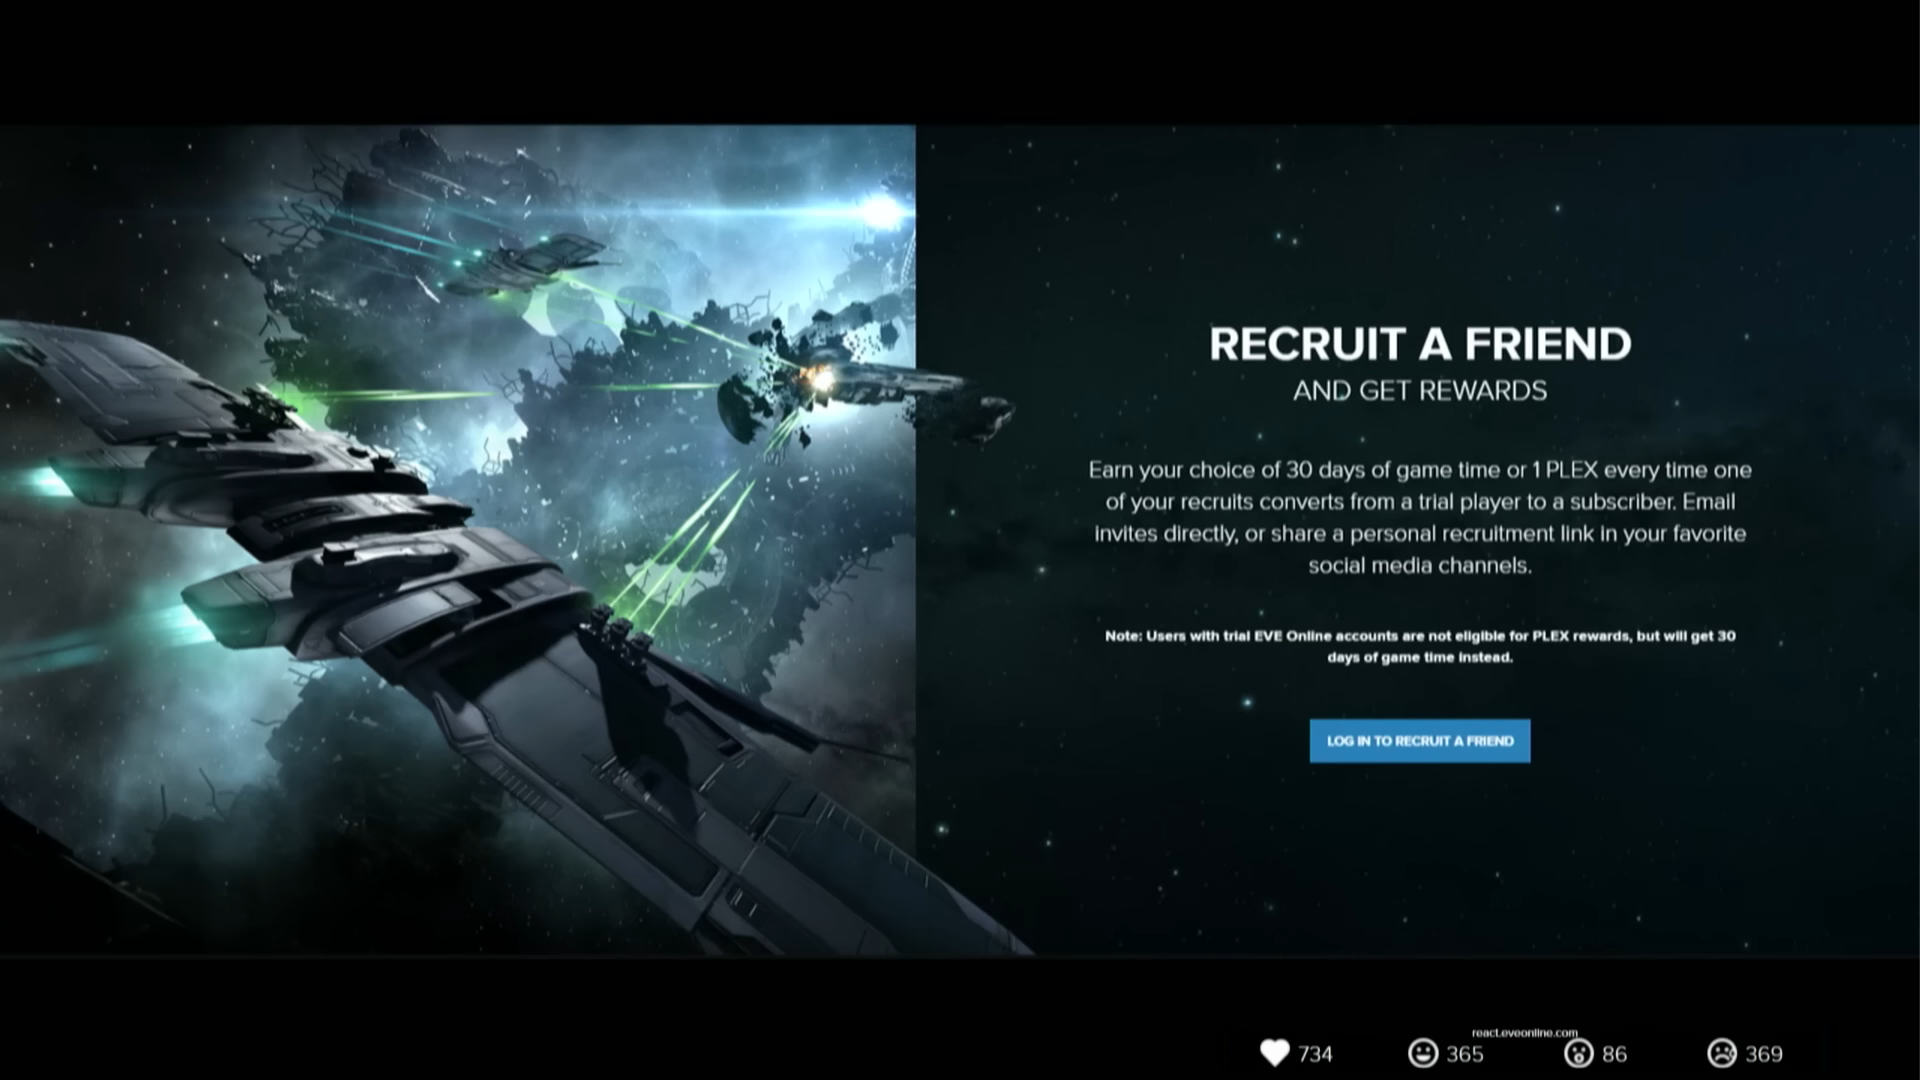 RECRUIT A FRIEND
AND GET REWARDS
Earn your choice of 30 days of game time or 1 PLEX every time one
of your recruits converts from a trial player to a subscriber. Email
invites directly, or share a personal recruitment link in your favorite
social media channels.
Note: Users with trial EVE Online accounts are not eligible for PLEX rewards, but will get 30
days of game time instead.
LOG IN TO RECRUIT A FRIEND
react.eveonline.com
734 365 86 369